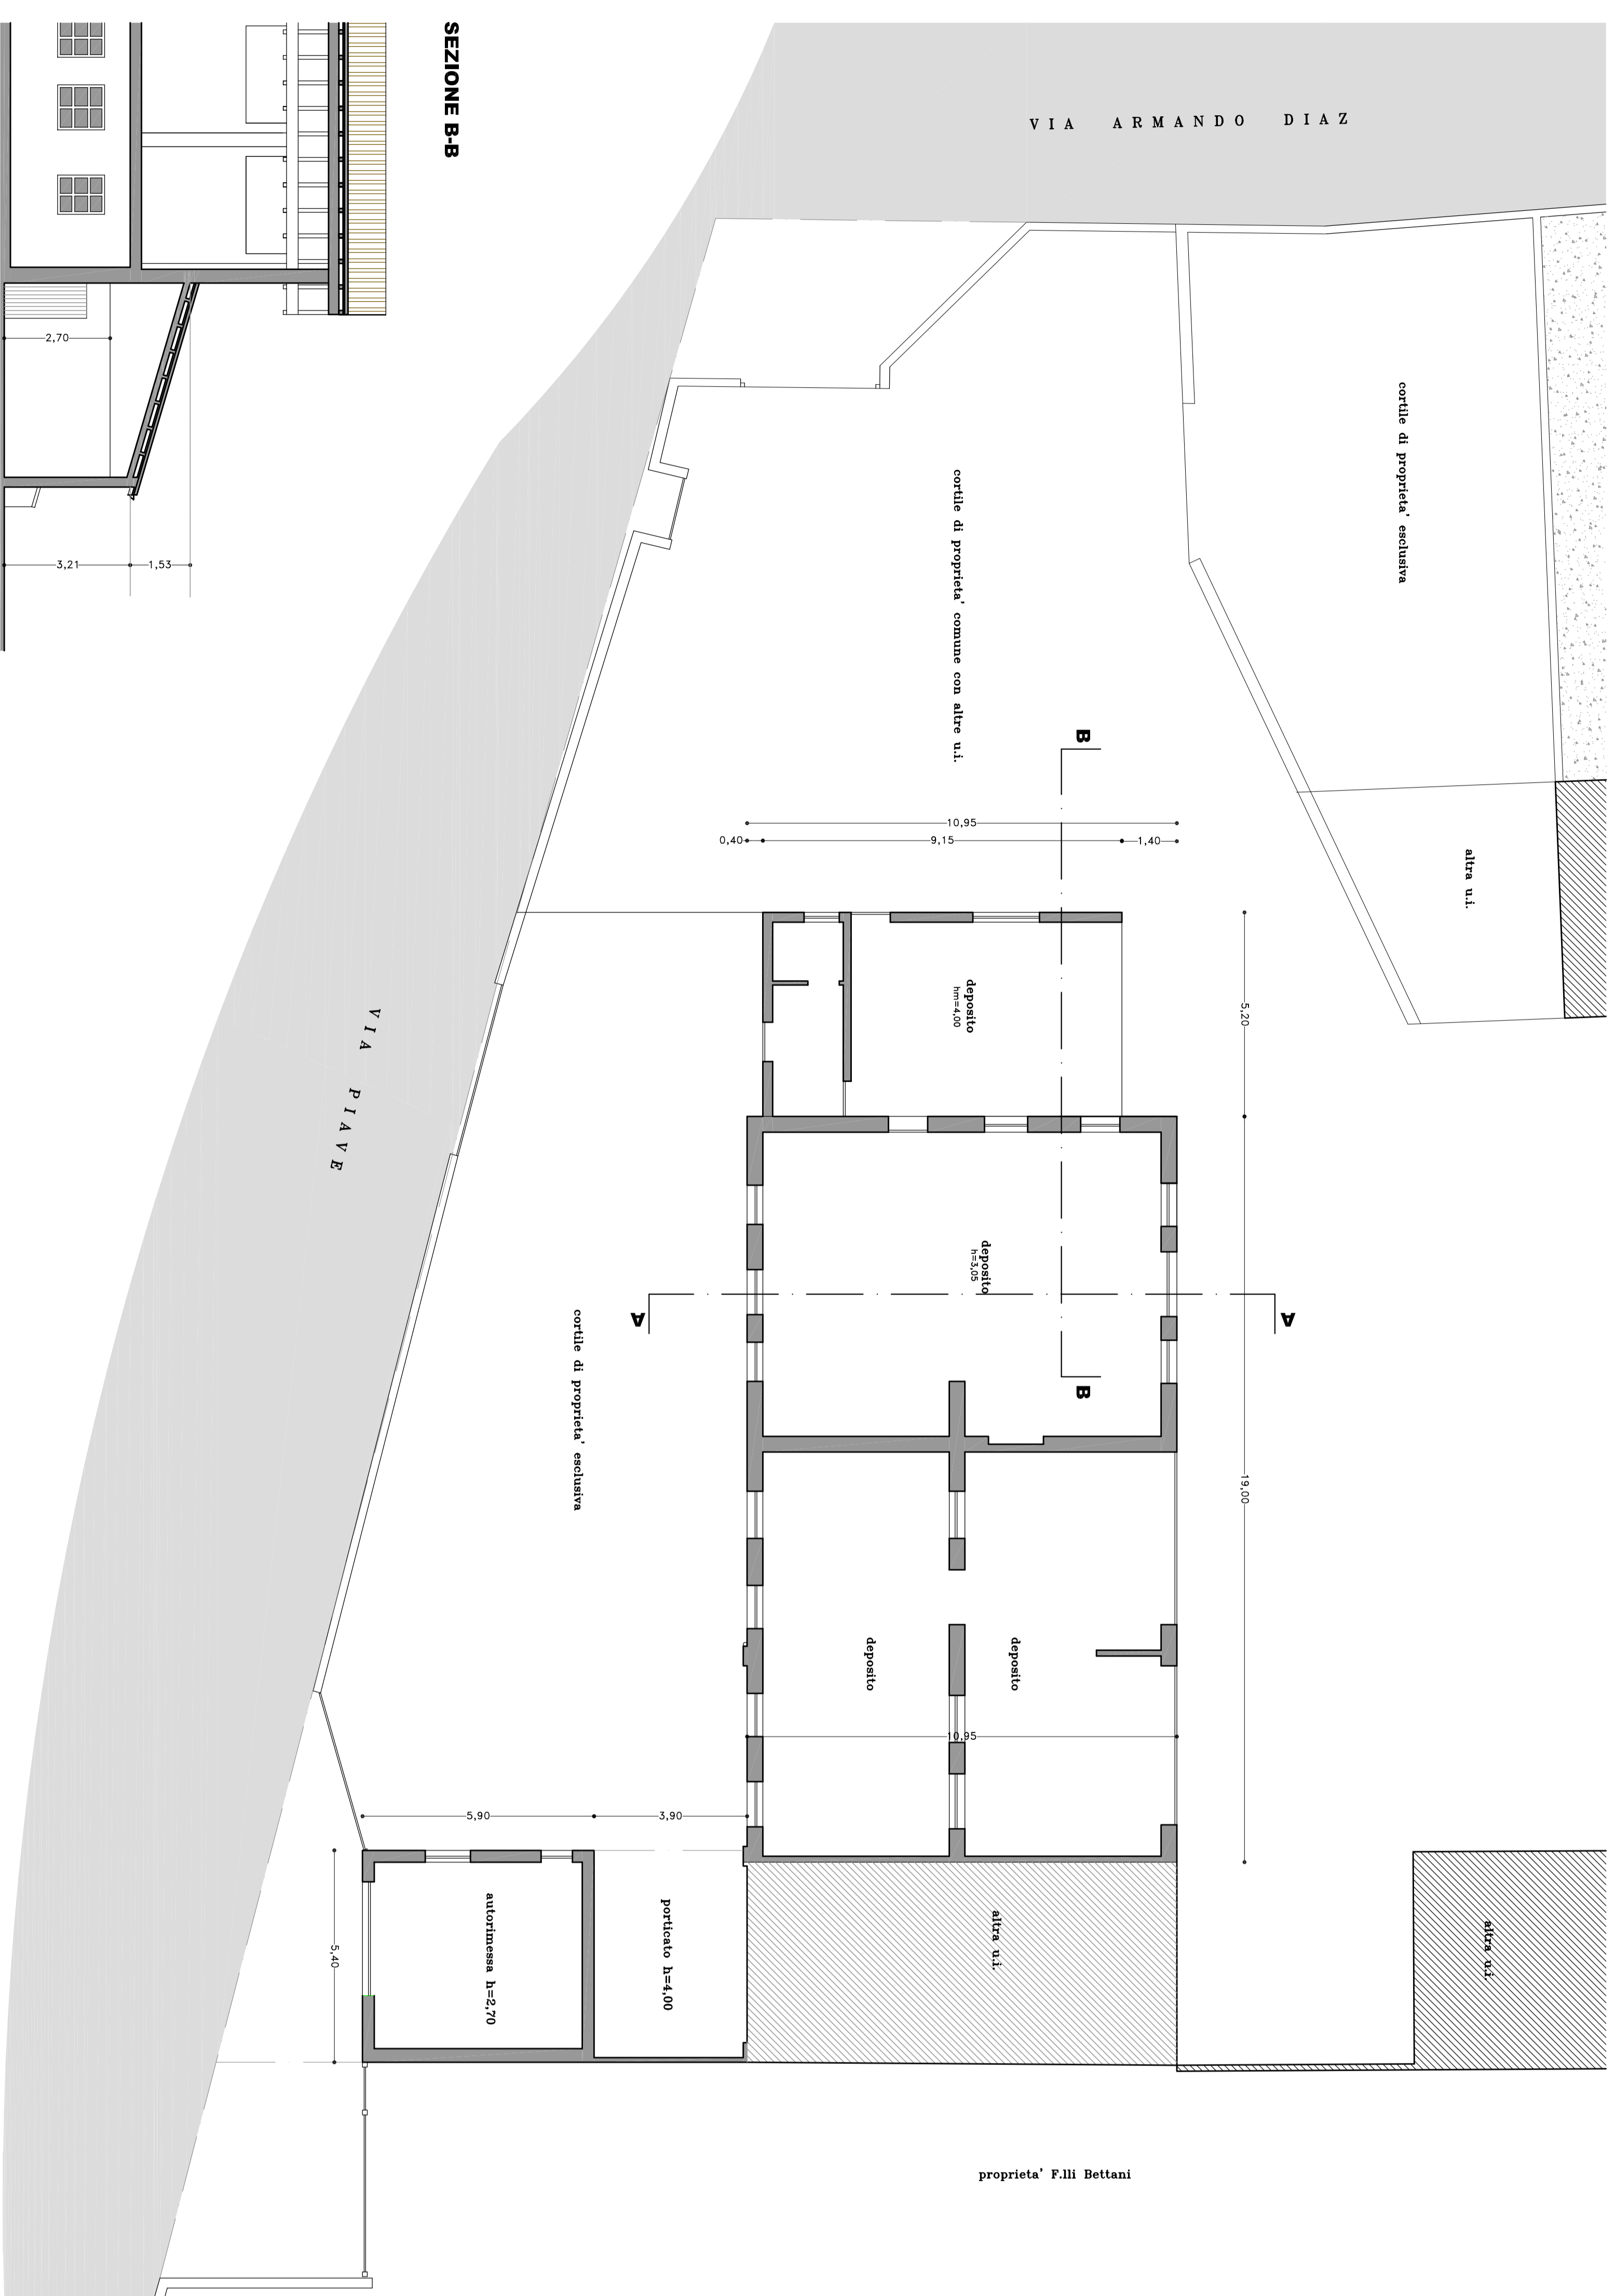 SEZIONE B-B
VIA ARMANDO DIAZ
2,70
3,21
1,53
cortile di proprieta' esclusiva
cortile di proprieta' comune con altre u.i.
B
10,95
0,40
9,15
1,40
altra u.i.
deposito
hm=4,00
5,20
VIA PIAVE
deposito
h=3,05
A
A
B
cortile di proprieta' esclusiva
19,00
deposito
deposito
10,95
5,90
3,90
5,40
autorimessa h=2,70
porticato h=4,00
altra u.i.
altra u.i.
proprieta' F.lli Bettani